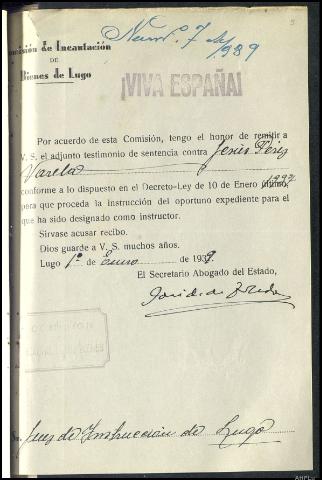 Num.º 7 de
1939
Comisión de Incautación
DE
Bienes de Lugo
¡VIVA ESPAÑA!
Por acuerdo de esta Comisión, tengo el honor de remitir a
V. S. el adjunto testimonio de sentencia contra Jesús Pérez
Varela
conforme a lo dispuesto en el Decreto-Ley de 10 de Enero último, 1937
para que proceda la instrucción del oportuno expediente para el
que ha sido designado como instructor.
Sírvase acusar recibo.
Dios guarde a V. S. muchos años.
Lugo 1º de Enero de 1939.
El Secretario Abogado del Estado,
Sr. Juez de Instrucción de Lugo
AHPLu